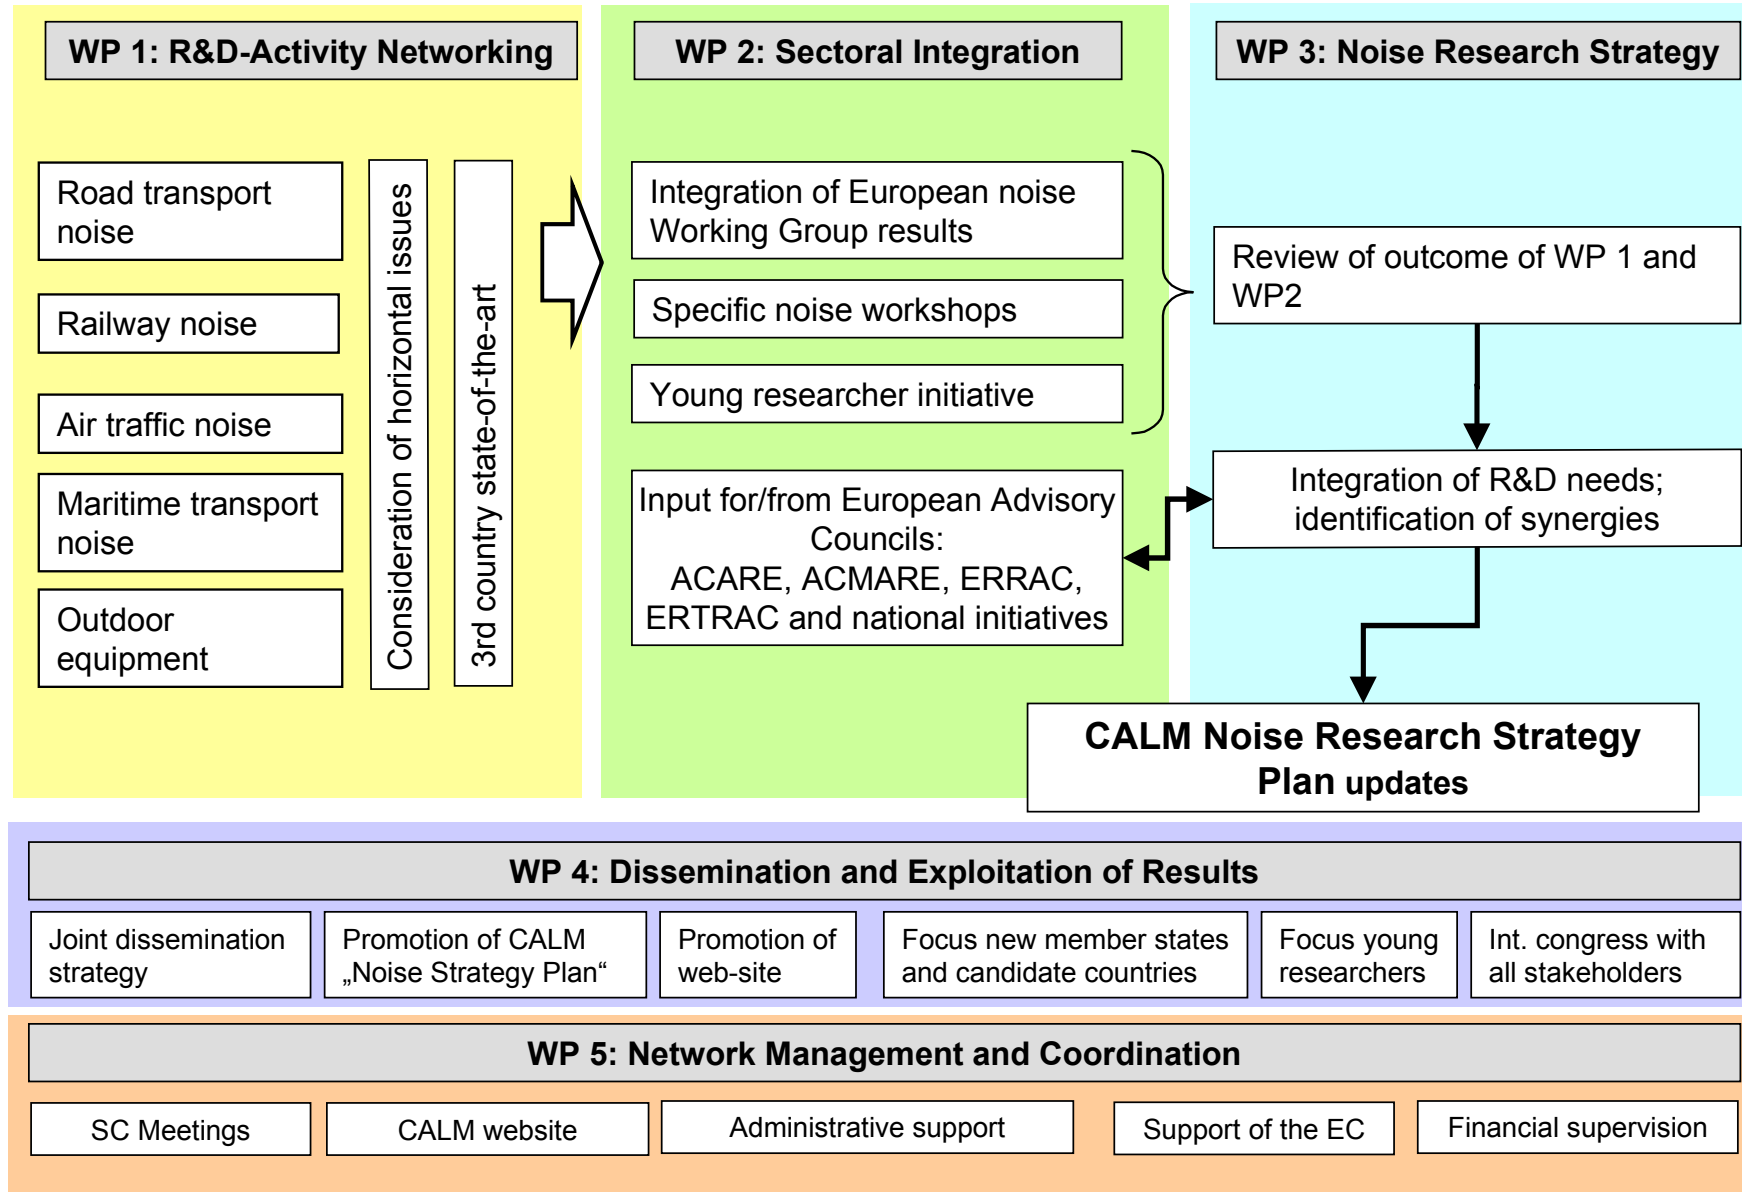 WP 1: R&D-Activity Networking
Road transport
noise
Railway noise
Air traffic noise
Maritime transport
noise
Outdoor
equipment
Consideration of horizontal issues
3rd country state-of-the-art
WP 2: Sectoral Integration
Integration of European noise
Working Group results
Specific noise workshops
Young researcher initiative
Input for/from European Advisory
Councils:
ACARE, ACMARE, ERRAC,
ERTRAC and national initiatives
WP 3: Noise Research Strategy
Review of outcome of WP 1 and
WP2
Integration of R&D needs;
identification of synergies
CALM Noise Research Strategy
Plan updates
WP 4: Dissemination and Exploitation of Results
Joint dissemination
strategy
Promotion of CALM
„Noise Strategy Plan“
Promotion of
web-site
Focus new member states
and candidate countries
Focus young
researchers
Int. congress with
all stakeholders
WP 5: Network Management and Coordination
SC Meetings
CALM website
Administrative support
Support of the EC
Financial supervision